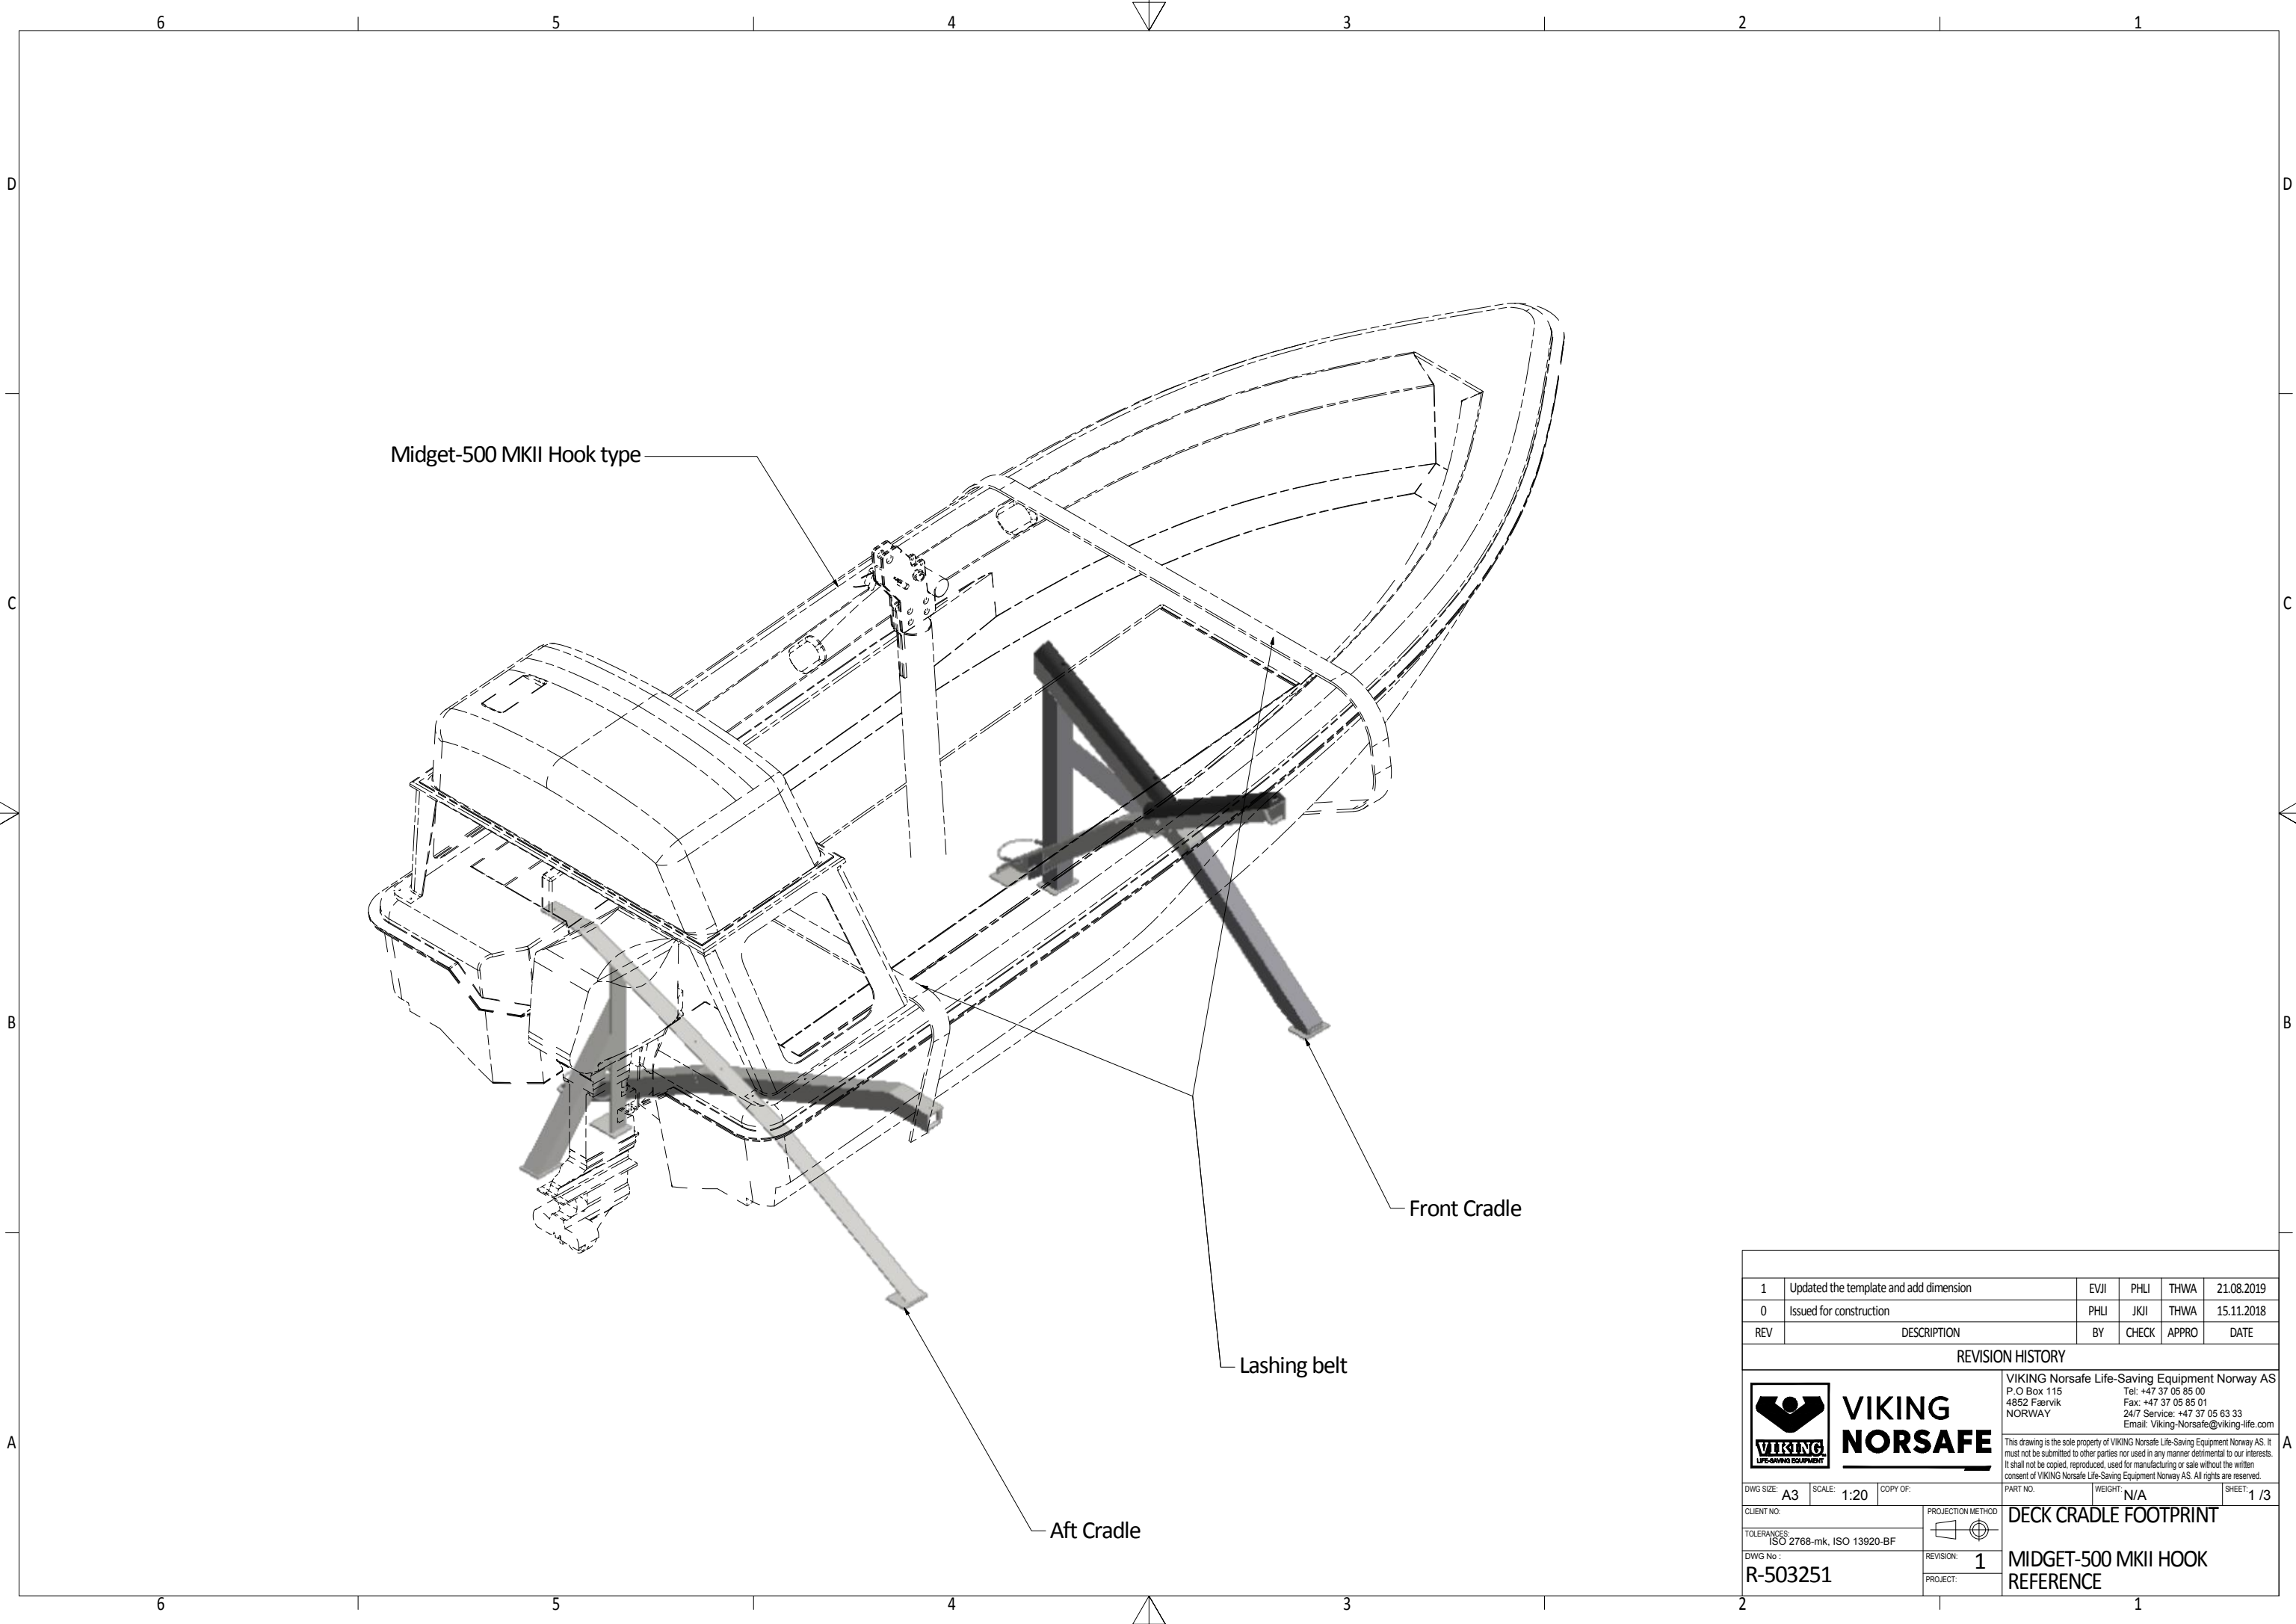 6 5 4 3 2 1
D D
Midget-500 MKII Hook type
C C
B B
Front Cradle
Lashing belt
Aft Cradle
A A
1 Updated the template and add dimension EVJI PHLI THWA 21.08.2019
0 Issued for construction PHLI JKJI THWA 15.11.2018
REV DESCRIPTION BY CHECK APPRO DATE
REVISION HISTORY
VIKING
LIFE-SAVING EQUIPMENT
VIKING
NORSAFE
VIKING Norsafe Life-Saving Equipment Norway AS
P.O Box 115 Tel: +47 37 05 85 00
4852 Færvik Fax: +47 37 05 85 01
NORWAY 24/7 Service: +47 37 05 63 33
Email: Viking-Norsafe@viking-life.com
This drawing is the sole property of VIKING Norsafe Life-Saving Equipment Norway AS. It
must not be submitted to other parties nor used in any manner detrimental to our interests.
It shall not be copied, reproduced, used for manufacturing or sale without the written
consent of VIKING Norsafe Life-Saving Equipment Norway AS. All rights are reserved.
DWG SIZE: A3 SCALE: 1:20 COPY OF: PART NO. WEIGHT: N/A SHEET: 1 /3
CLIENT NO:
TOLERANCES:
ISO 2768-mk, ISO 13920-BF
PROJECTION METHOD
DWG No :
R-503251
REVISION: 1
PROJECT:
DECK CRADLE FOOTPRINT
MIDGET-500 MKII HOOK
REFERENCE
6 5 4 3 2 1